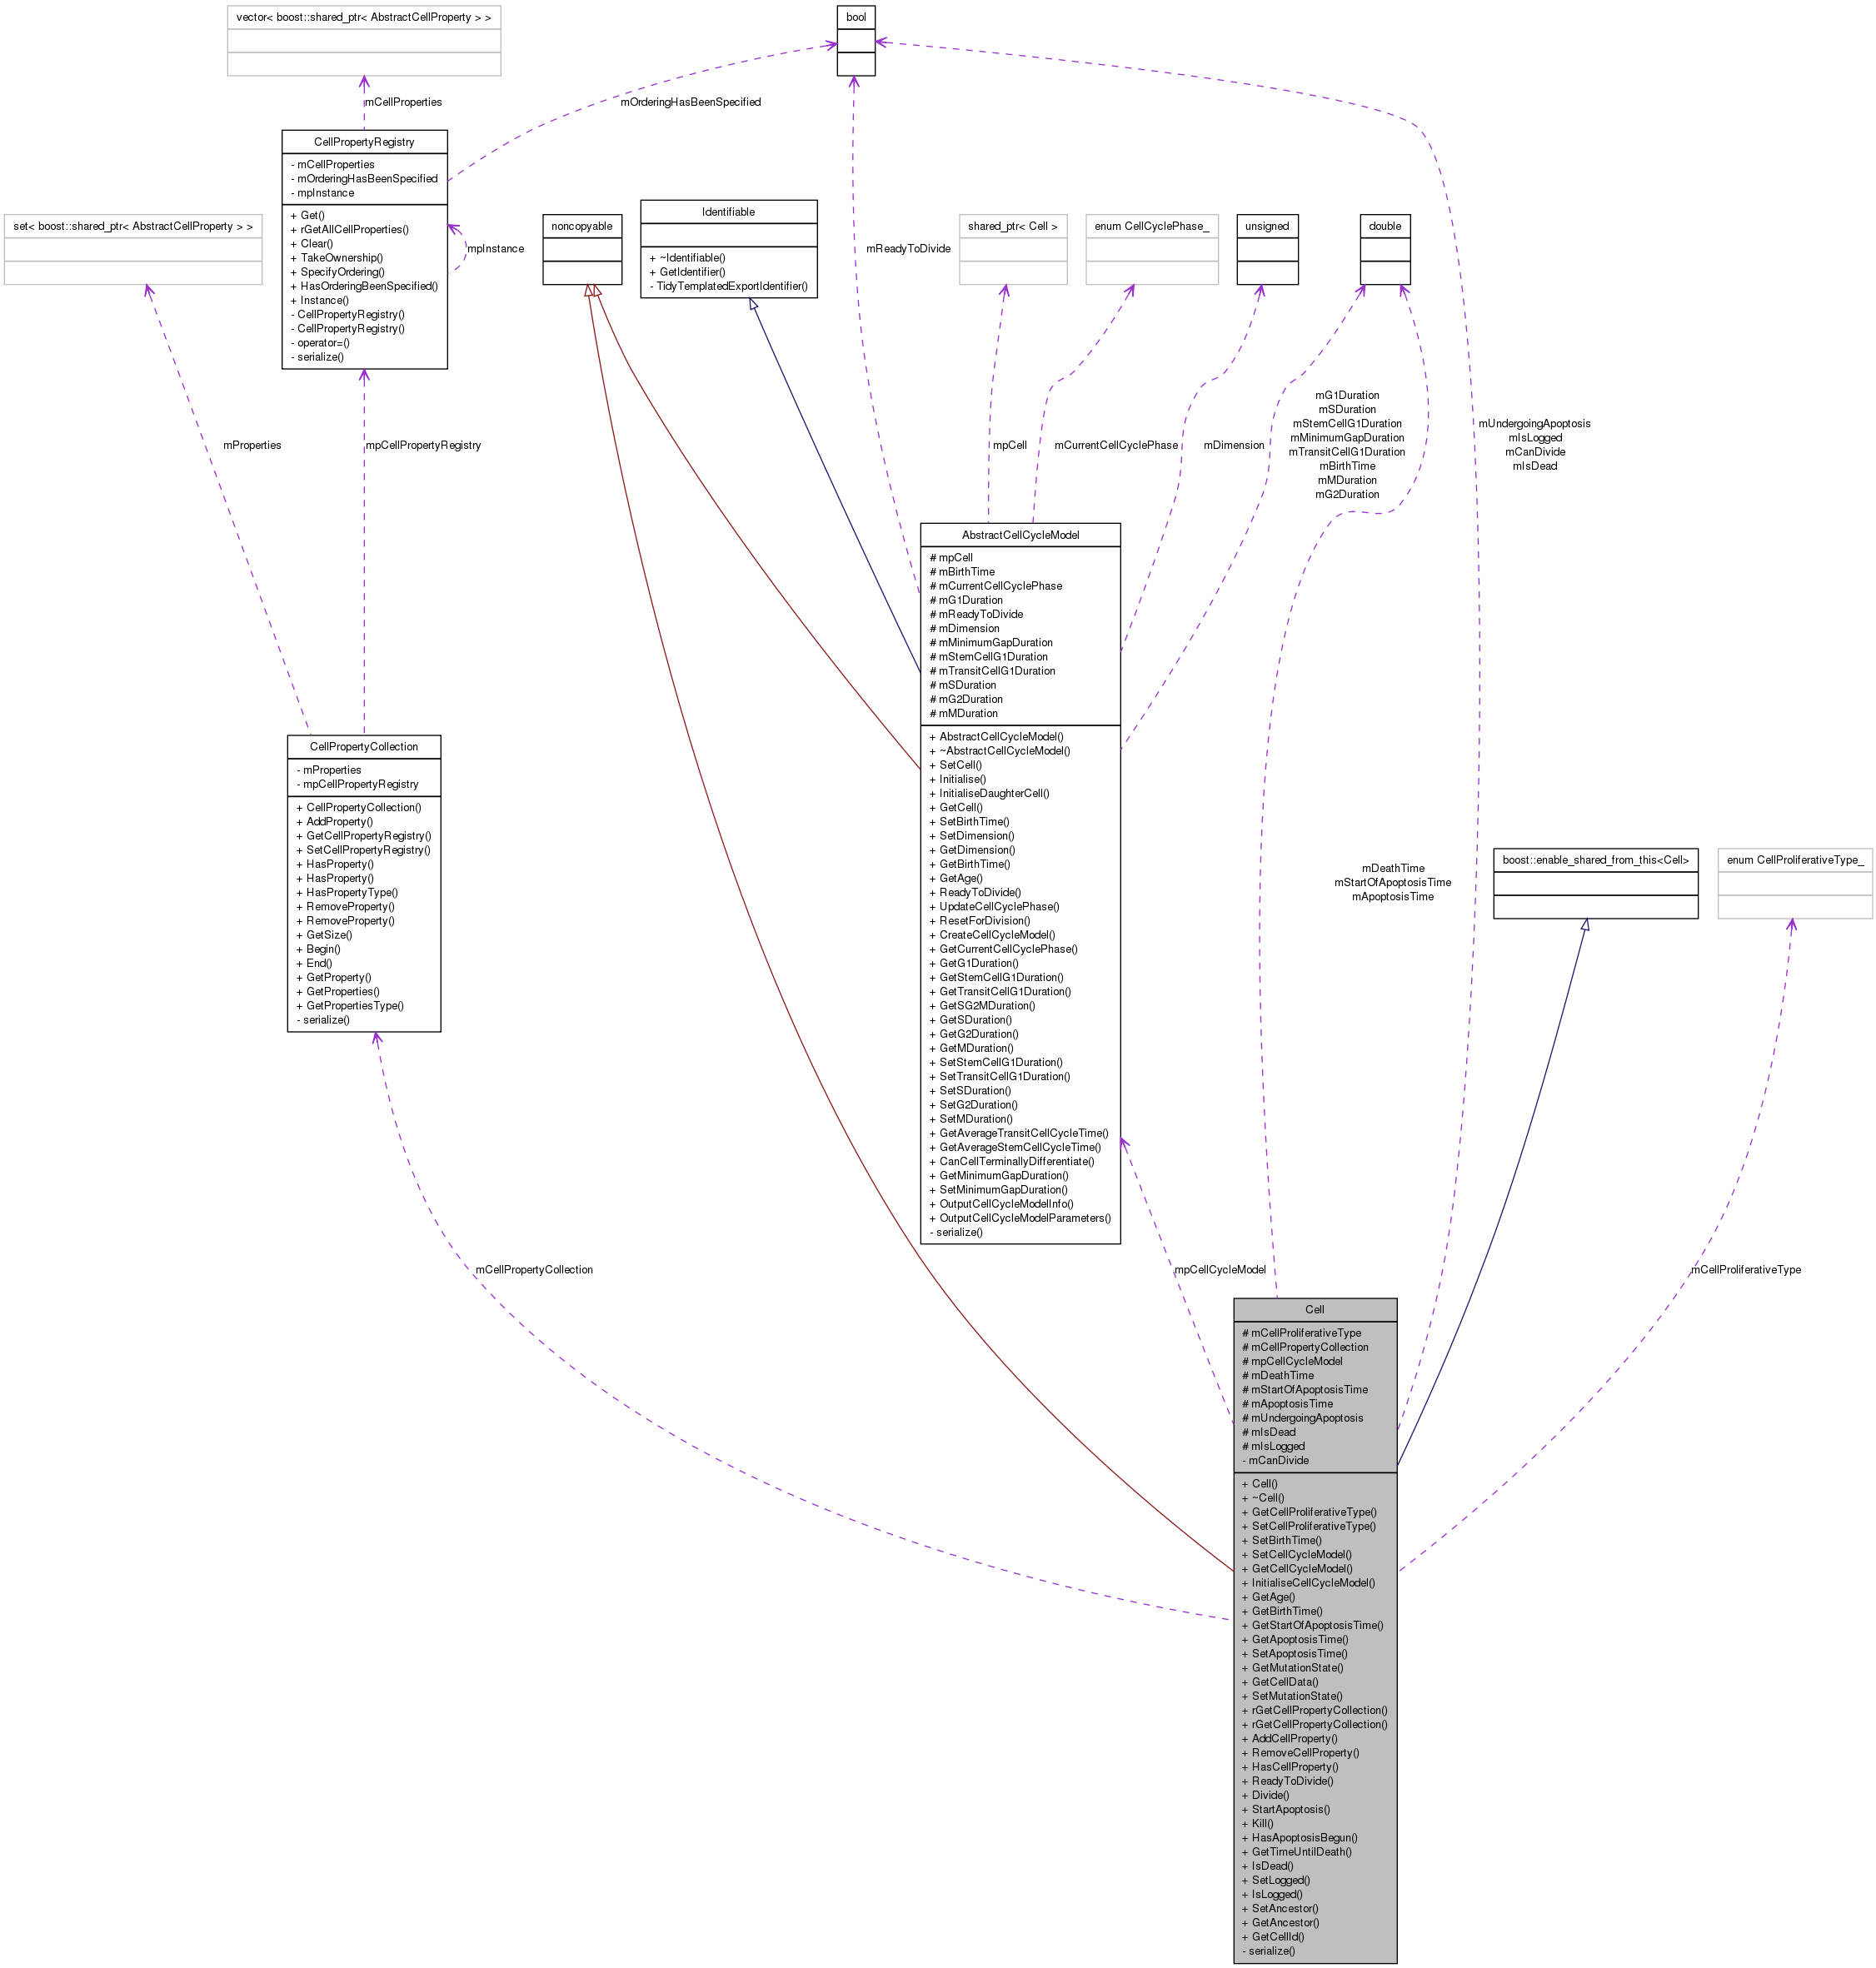 vector< boost::shared_ptr< AbstractCellProperty > >
bool
mCellProperties
mOrderingHasBeenSpecified
CellPropertyRegistry
- mCellProperties
- mOrderingHasBeenSpecified
- mpInstance
+ Get()
+ rGetAllCellProperties()
+ Clear()
+ TakeOwnership()
+ SpecifyOrdering()
+ HasOrderingBeenSpecified()
+ Instance()
- CellPropertyRegistry()
- CellPropertyRegistry()
- operator=()
- serialize()
mpInstance
set< boost::shared_ptr< AbstractCellProperty > >
noncopyable
Identifiable
+ ~Identifiable()
+ GetIdentifier()
- TidyTemplatedExportIdentifier()
mReadyToDivide
shared_ptr< Cell >
enum CellCyclePhase_
unsigned
double
mProperties
mpCellPropertyRegistry
mpCell
mCurrentCellCyclePhase
mDimension
mG1Duration
mSDuration
mStemCellG1Duration
mMinimumGapDuration
mTransitCellG1Duration
mBirthTime
mMDuration
mG2Duration
mUndergoingApoptosis
mIsLogged
mCanDivide
mIsDead
AbstractCellCycleModel
# mpCell
# mBirthTime
# mCurrentCellCyclePhase
# mG1Duration
# mReadyToDivide
# mDimension
# mMinimumGapDuration
# mStemCellG1Duration
# mTransitCellG1Duration
# mSDuration
# mG2Duration
# mMDuration
+ AbstractCellCycleModel()
+ ~AbstractCellCycleModel()
+ SetCell()
+ Initialise()
+ InitialiseDaughterCell()
+ GetCell()
+ SetBirthTime()
+ SetDimension()
+ GetDimension()
+ GetBirthTime()
+ GetAge()
+ ReadyToDivide()
+ UpdateCellCyclePhase()
+ ResetForDivision()
+ CreateCellCycleModel()
+ GetCurrentCellCyclePhase()
+ GetG1Duration()
+ GetStemCellG1Duration()
+ GetTransitCellG1Duration()
+ GetSG2MDuration()
+ GetSDuration()
+ GetG2Duration()
+ GetMDuration()
+ SetStemCellG1Duration()
+ SetTransitCellG1Duration()
+ SetSDuration()
+ SetG2Duration()
+ SetMDuration()
+ GetAverageTransitCellCycleTime()
+ GetAverageStemCellCycleTime()
+ CanCellTerminallyDifferentiate()
+ GetMinimumGapDuration()
+ SetMinimumGapDuration()
+ OutputCellCycleModelInfo()
+ OutputCellCycleModelParameters()
- serialize()
CellPropertyCollection
- mProperties
- mpCellPropertyRegistry
+ CellPropertyCollection()
+ AddProperty()
+ GetCellPropertyRegistry()
+ SetCellPropertyRegistry()
+ HasProperty()
+ HasProperty()
+ HasPropertyType()
+ RemoveProperty()
+ RemoveProperty()
+ GetSize()
+ Begin()
+ End()
+ GetProperty()
+ GetProperties()
+ GetPropertiesType()
- serialize()
mDeathTime
mStartOfApoptosisTime
mApoptosisTime
boost::enable_shared_from_this<Cell>
enum CellProliferativeType_
mCellPropertyCollection
mpCellCycleModel
mCellProliferativeType
Cell
# mCellProliferativeType
# mCellPropertyCollection
# mpCellCycleModel
# mDeathTime
# mStartOfApoptosisTime
# mApoptosisTime
# mUndergoingApoptosis
# mIsDead
# mIsLogged
- mCanDivide
+ Cell()
+ ~Cell()
+ GetCellProliferativeType()
+ SetCellProliferativeType()
+ SetBirthTime()
+ SetCellCycleModel()
+ GetCellCycleModel()
+ InitialiseCellCycleModel()
+ GetAge()
+ GetBirthTime()
+ GetStartOfApoptosisTime()
+ GetApoptosisTime()
+ SetApoptosisTime()
+ GetMutationState()
+ GetCellData()
+ SetMutationState()
+ rGetCellPropertyCollection()
+ rGetCellPropertyCollection()
+ AddCellProperty()
+ RemoveCellProperty()
+ HasCellProperty()
+ ReadyToDivide()
+ Divide()
+ StartApoptosis()
+ Kill()
+ HasApoptosisBegun()
+ GetTimeUntilDeath()
+ IsDead()
+ SetLogged()
+ IsLogged()
+ SetAncestor()
+ GetAncestor()
+ GetCellId()
- serialize()